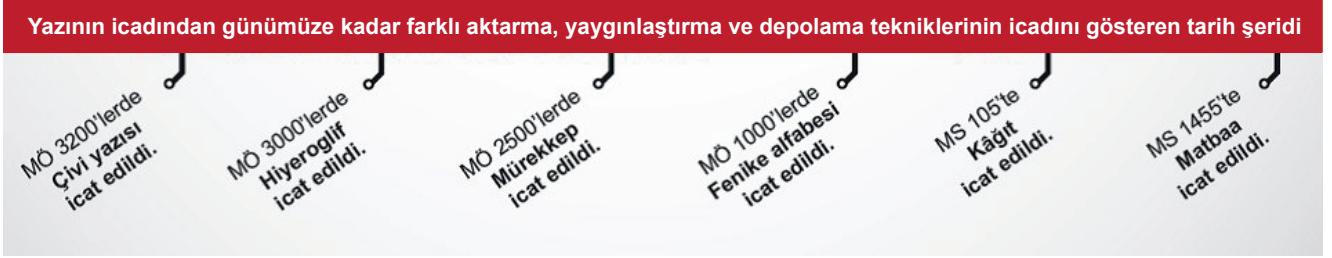 Yazının icadından günümüze kadar farklı aktarma, yaygınlaştırma ve depolama tekniklerinin icadını gösteren tarih şeridi
MÖ 3200'lerde
Çivi yazısı
icat edildi.
MÖ 3000'lerde
Hiyeroglif
icat edildi.
MÖ 2500'lerde
Mürekkep
icat edildi.
MÖ 1000'lerde
Fenike alfabesi
icat edildi.
MS 105'te
Kâğıt
icat edildi.
MS 1455'te
Matbaa
icat edildi.